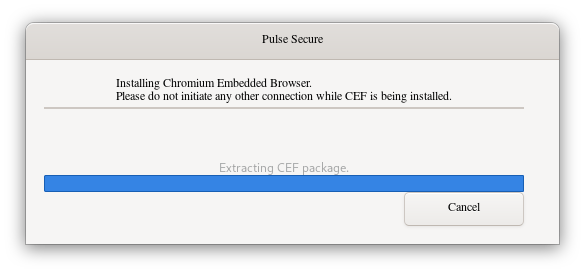 Pulse Secure
Installing Chromium Embedded Browser.
Please do not initiate any other connection while CEF is being installed.
Extracting CEF package.
Cancel